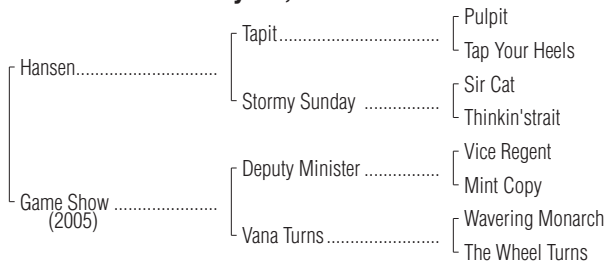 Pulpit
Tapit
Tap Your Heels
Hansen
Sir Cat
Stormy Sunday
Thinkin'strait
Vice Regent
Deputy Minister
Mint Copy
Game Show
(2005)
Wavering Monarch
Vana Turns
The Wheel Turns